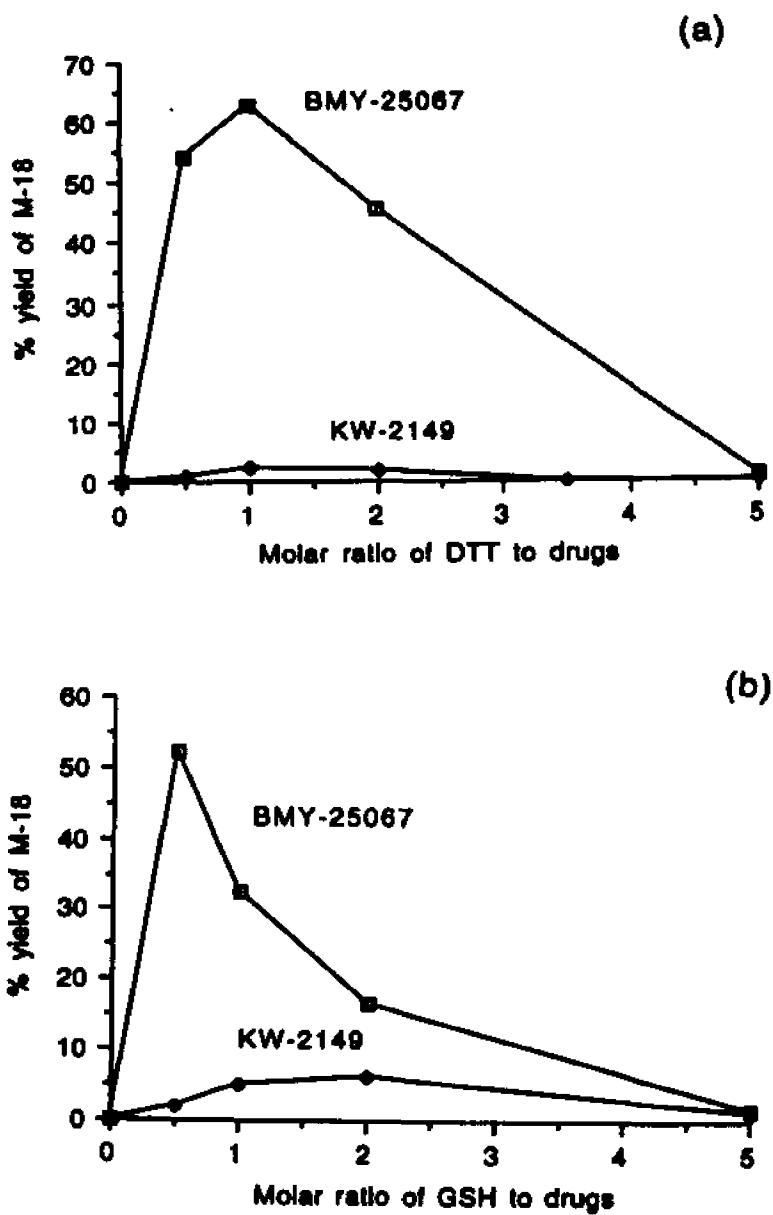 (a)
70
60
50
40
30
20
10
0
% yield of M-18
BMY-25067
KW-2149
0 1 2 3 4 5
Molar ratio of DTT to drugs
(b)
60
50
40
30
20
10
0
% yield of M-18
BMY-25067
KW-2149
0 1 2 3 4 5
Molar ratio of GSH to drugs